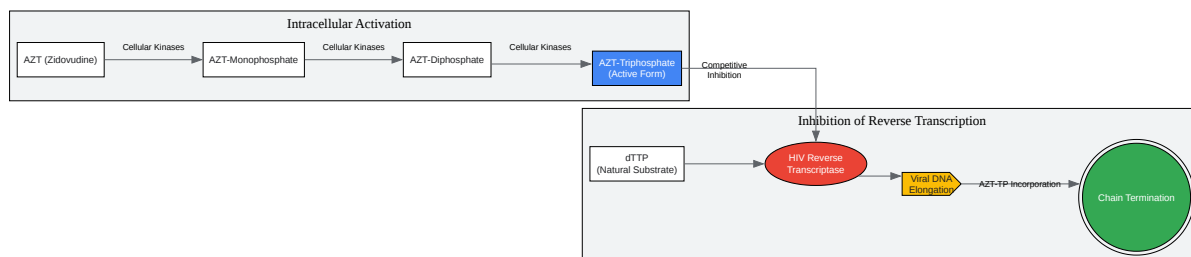 Intracellular Activation
AZT (Zidovudine)
Cellular Kinases
AZT-Monophosphate
Cellular Kinases
AZT-Diphosphate
Cellular Kinases
AZT-Triphosphate
(Active Form)
Competitive
Inhibition
Inhibition of Reverse Transcription
dTTP
(Natural Substrate)
HIV Reverse
Transcriptase
Viral DNA
Elongation
AZT-TP Incorporation
Chain Termination